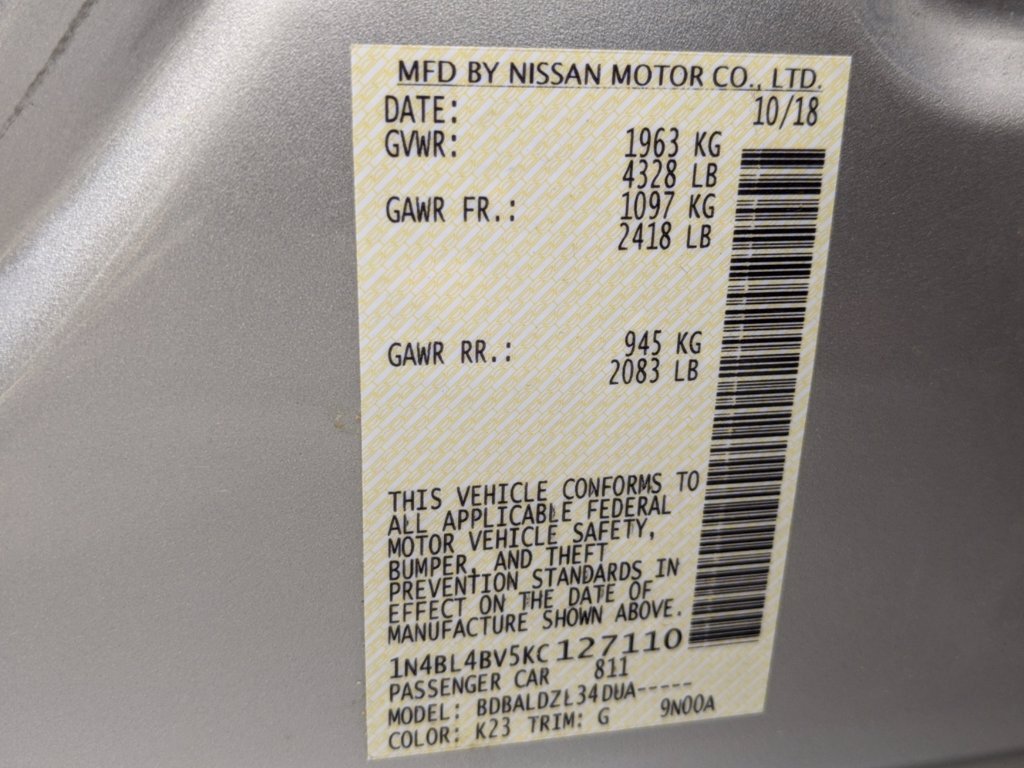 MFD BY NISSAN MOTOR CO., LTD.
DATE: 10/18
GVWR: 1963 KG
4328 LB
GAWR FR.: 1097 KG
2418 LB
GAWR RR.: 945 KG
2083 LB
THIS VEHICLE CONFORMS TO
ALL APPLICABLE FEDERAL
MOTOR VEHICLE SAFETY,
BUMPER, AND THEFT
PREVENTION STANDARDS IN
EFFECT ON THE DATE OF
MANUFACTURE SHOWN ABOVE.
1N4BL4BV5KC127110
PASSENGER CAR 811
MODEL: BDBALDZL34DUA-----
COLOR: K23 TRIM: G 9N00A